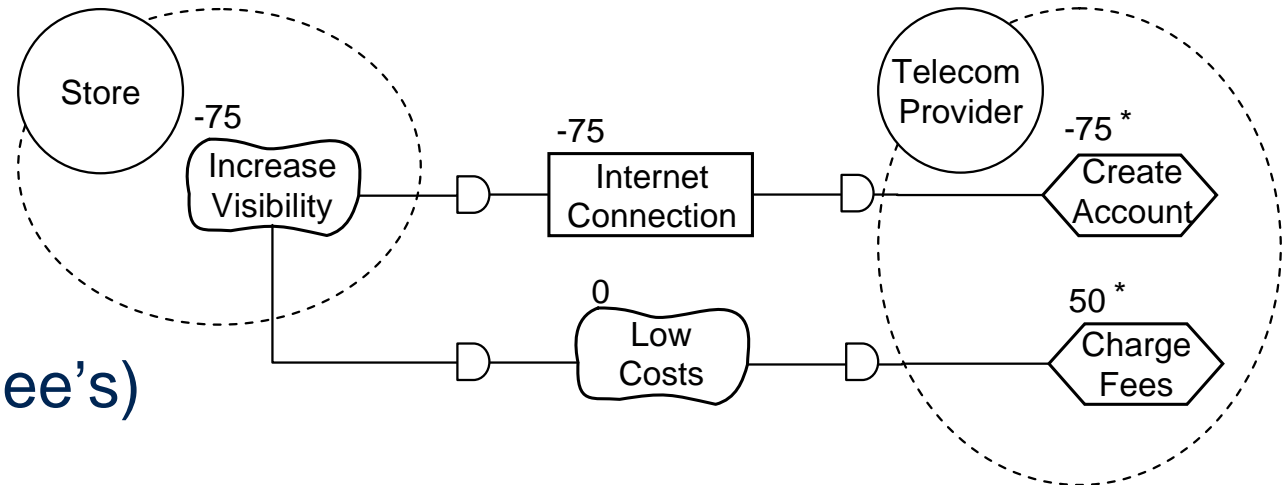 Store
-75
Increase
Visibility
-75
Internet
Connection
Telecom
Provider
-75 *
Create
Account
0
Low
Costs
50 *
Charge
Fees
ee's)